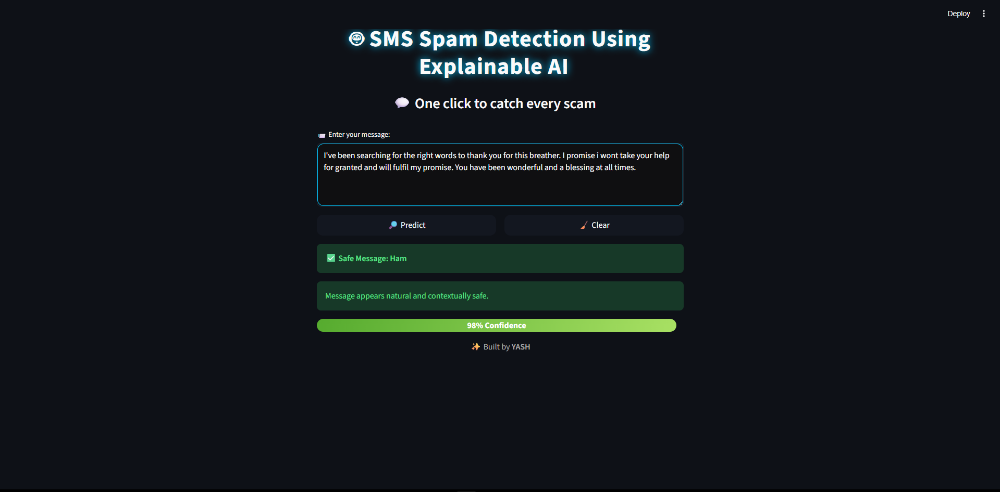 Deploy
SMS Spam Detection Using
Explainable AI
One click to catch every scam
Enter your message:
I've been searching for the right words to thank you for this breather. I promise i wont take your help
for granted and will fulfil my promise. You have been wonderful and a blessing at all times.
Predict
Clear
Safe Message: Ham
Message appears natural and contextually safe.
98% Confidence
Built by YASH